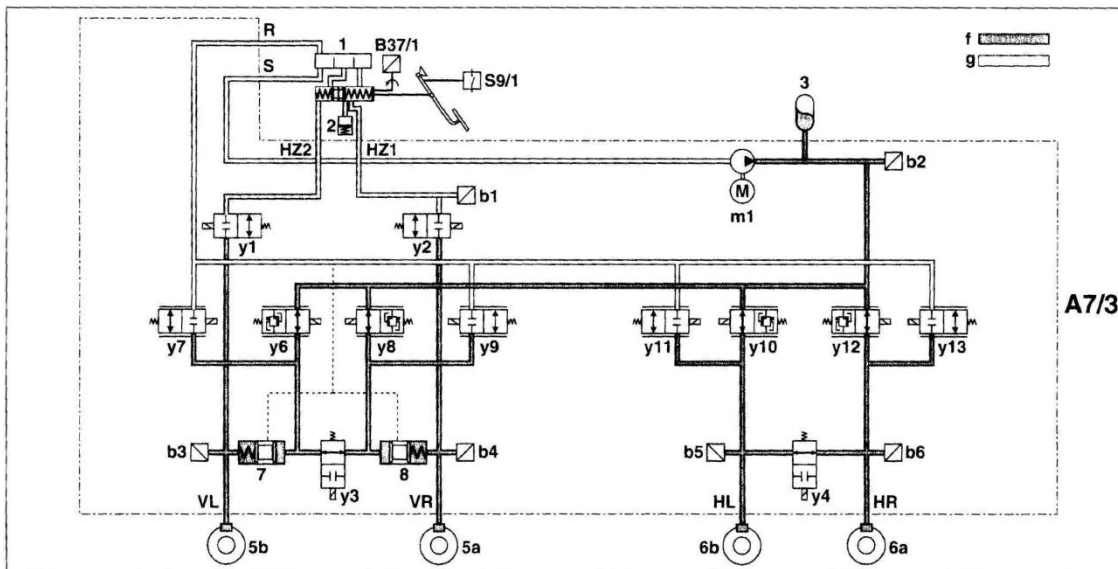 R
1
B37/1
f
g
S
S9/1
3
2
HZ2
HZ1
b2
M
m1
b1
y1
y2
A7/3
y7
y6
y8
y9
y11
y10
y12
y13
b3
7
y3
8
b4
b5
y4
b6
VL
VR
HL
HR
5b
5a
6b
6a